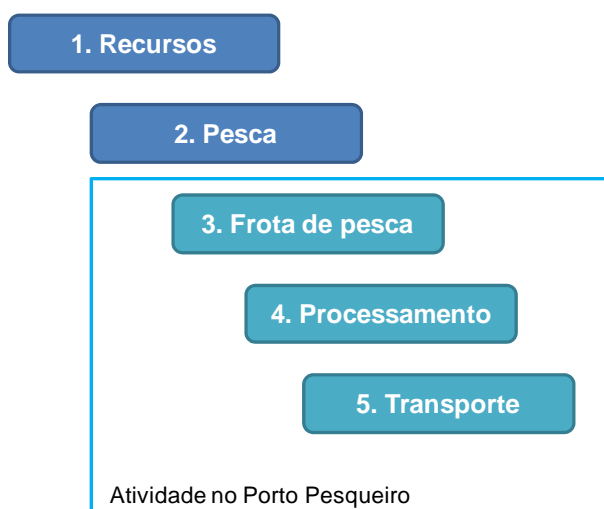 1. Recursos
2. Pesca
3. Frota de pesca
4. Processamento
5. Transporte
Atividade no Porto Pesqueiro